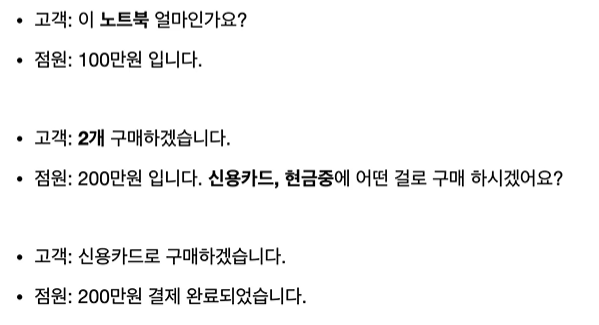 • 고객: 이 노트북 얼마인가요?
• 점원: 100만원 입니다.
• 고객: 2개 구매하겠습니다.
• 점원: 200만원 입니다. 신용카드, 현금중에 어떤 걸로 구매 하시겠어요?
• 고객: 신용카드로 구매하겠습니다.
• 점원: 200만원 결제 완료되었습니다.